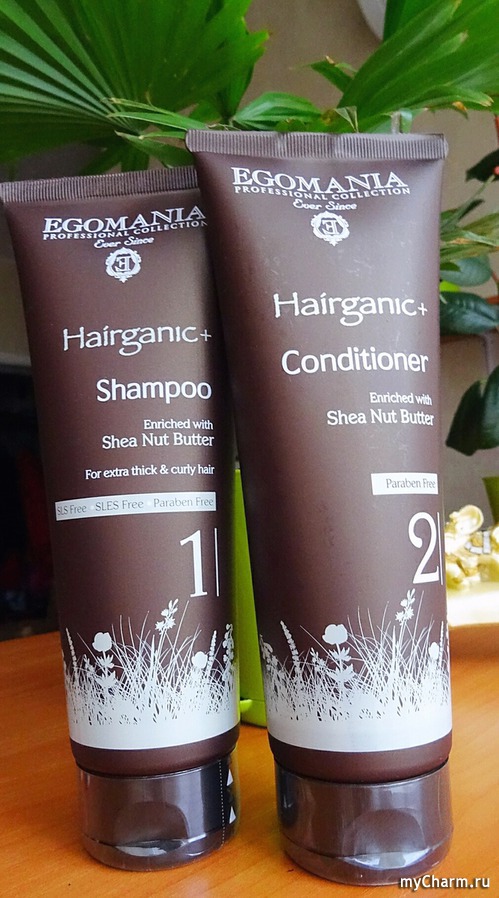 EGOMANIA
PROFESSIONAL COLLECTION
Ever Since
Hairganic+
Shampoo
Enriched with
Shea Nut Butter
For extra thick & curly hair
SLS Free SLES Free Paraben Free
1
EGOMANIA
PROFESSIONAL COLLECTION
Ever Since
Hairganic+
Conditioner
Enriched with
Shea Nut Butter
Paraben Free
2
myCharm.ru